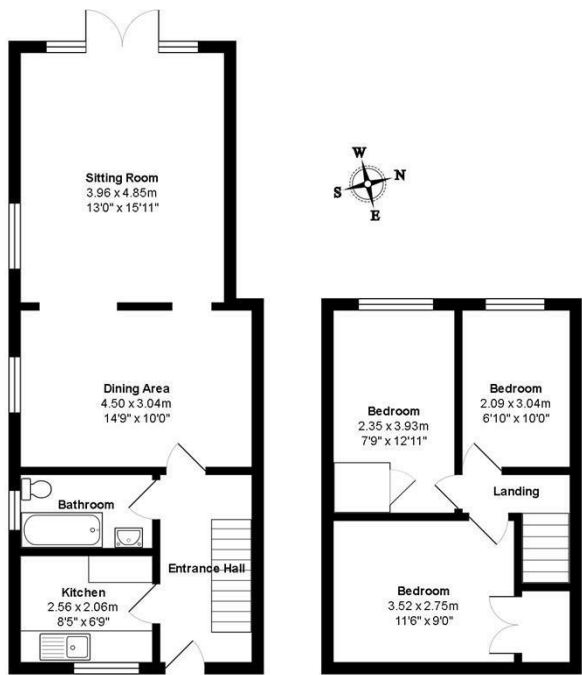 Sitting Room
3.96 x 4.85m
13'0" x 15'11"
W
N
S
E
Dining Area
4.50 x 3.04m
14'9" x 10'0"
Bathroom
Kitchen
2.56 x 2.06m
8'5" x 6'9"
Entrance Hall
Bedroom
2.35 x 3.93m
7'9" x 12'11"
Bedroom
2.09 x 3.04m
6'10" x 10'0"
Landing
Bedroom
3.52 x 2.75m
11'6" x 9'0"